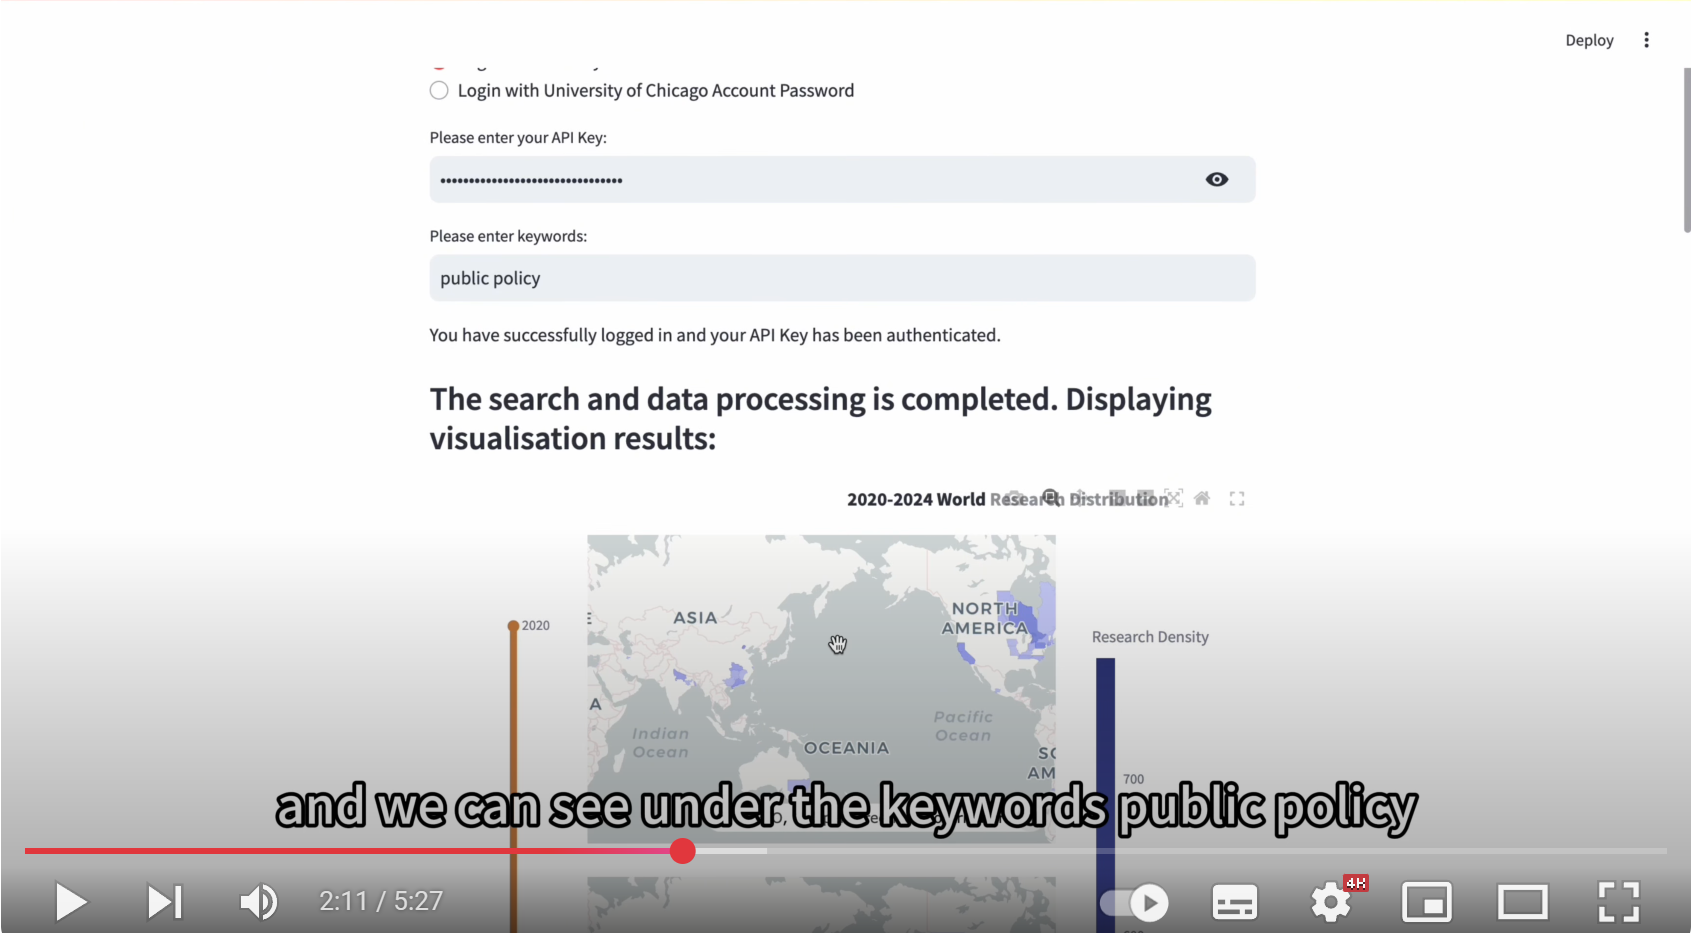 Deploy
Login with University of Chicago Account Password
Please enter your API Key:
Please enter keywords:
public policy
You have successfully logged in and your API Key has been authenticated.
The search and data processing is completed. Displaying
visualisation results:
2020-2024 World Research Distribution
2020
ASIA
NORTH
AMERICA
Research Density
A
Indian
Ocean
Pacific
Ocean
OCEANIA
SO
AM
700
and we can see under the keywords public policy
2:11 / 5:27
4H